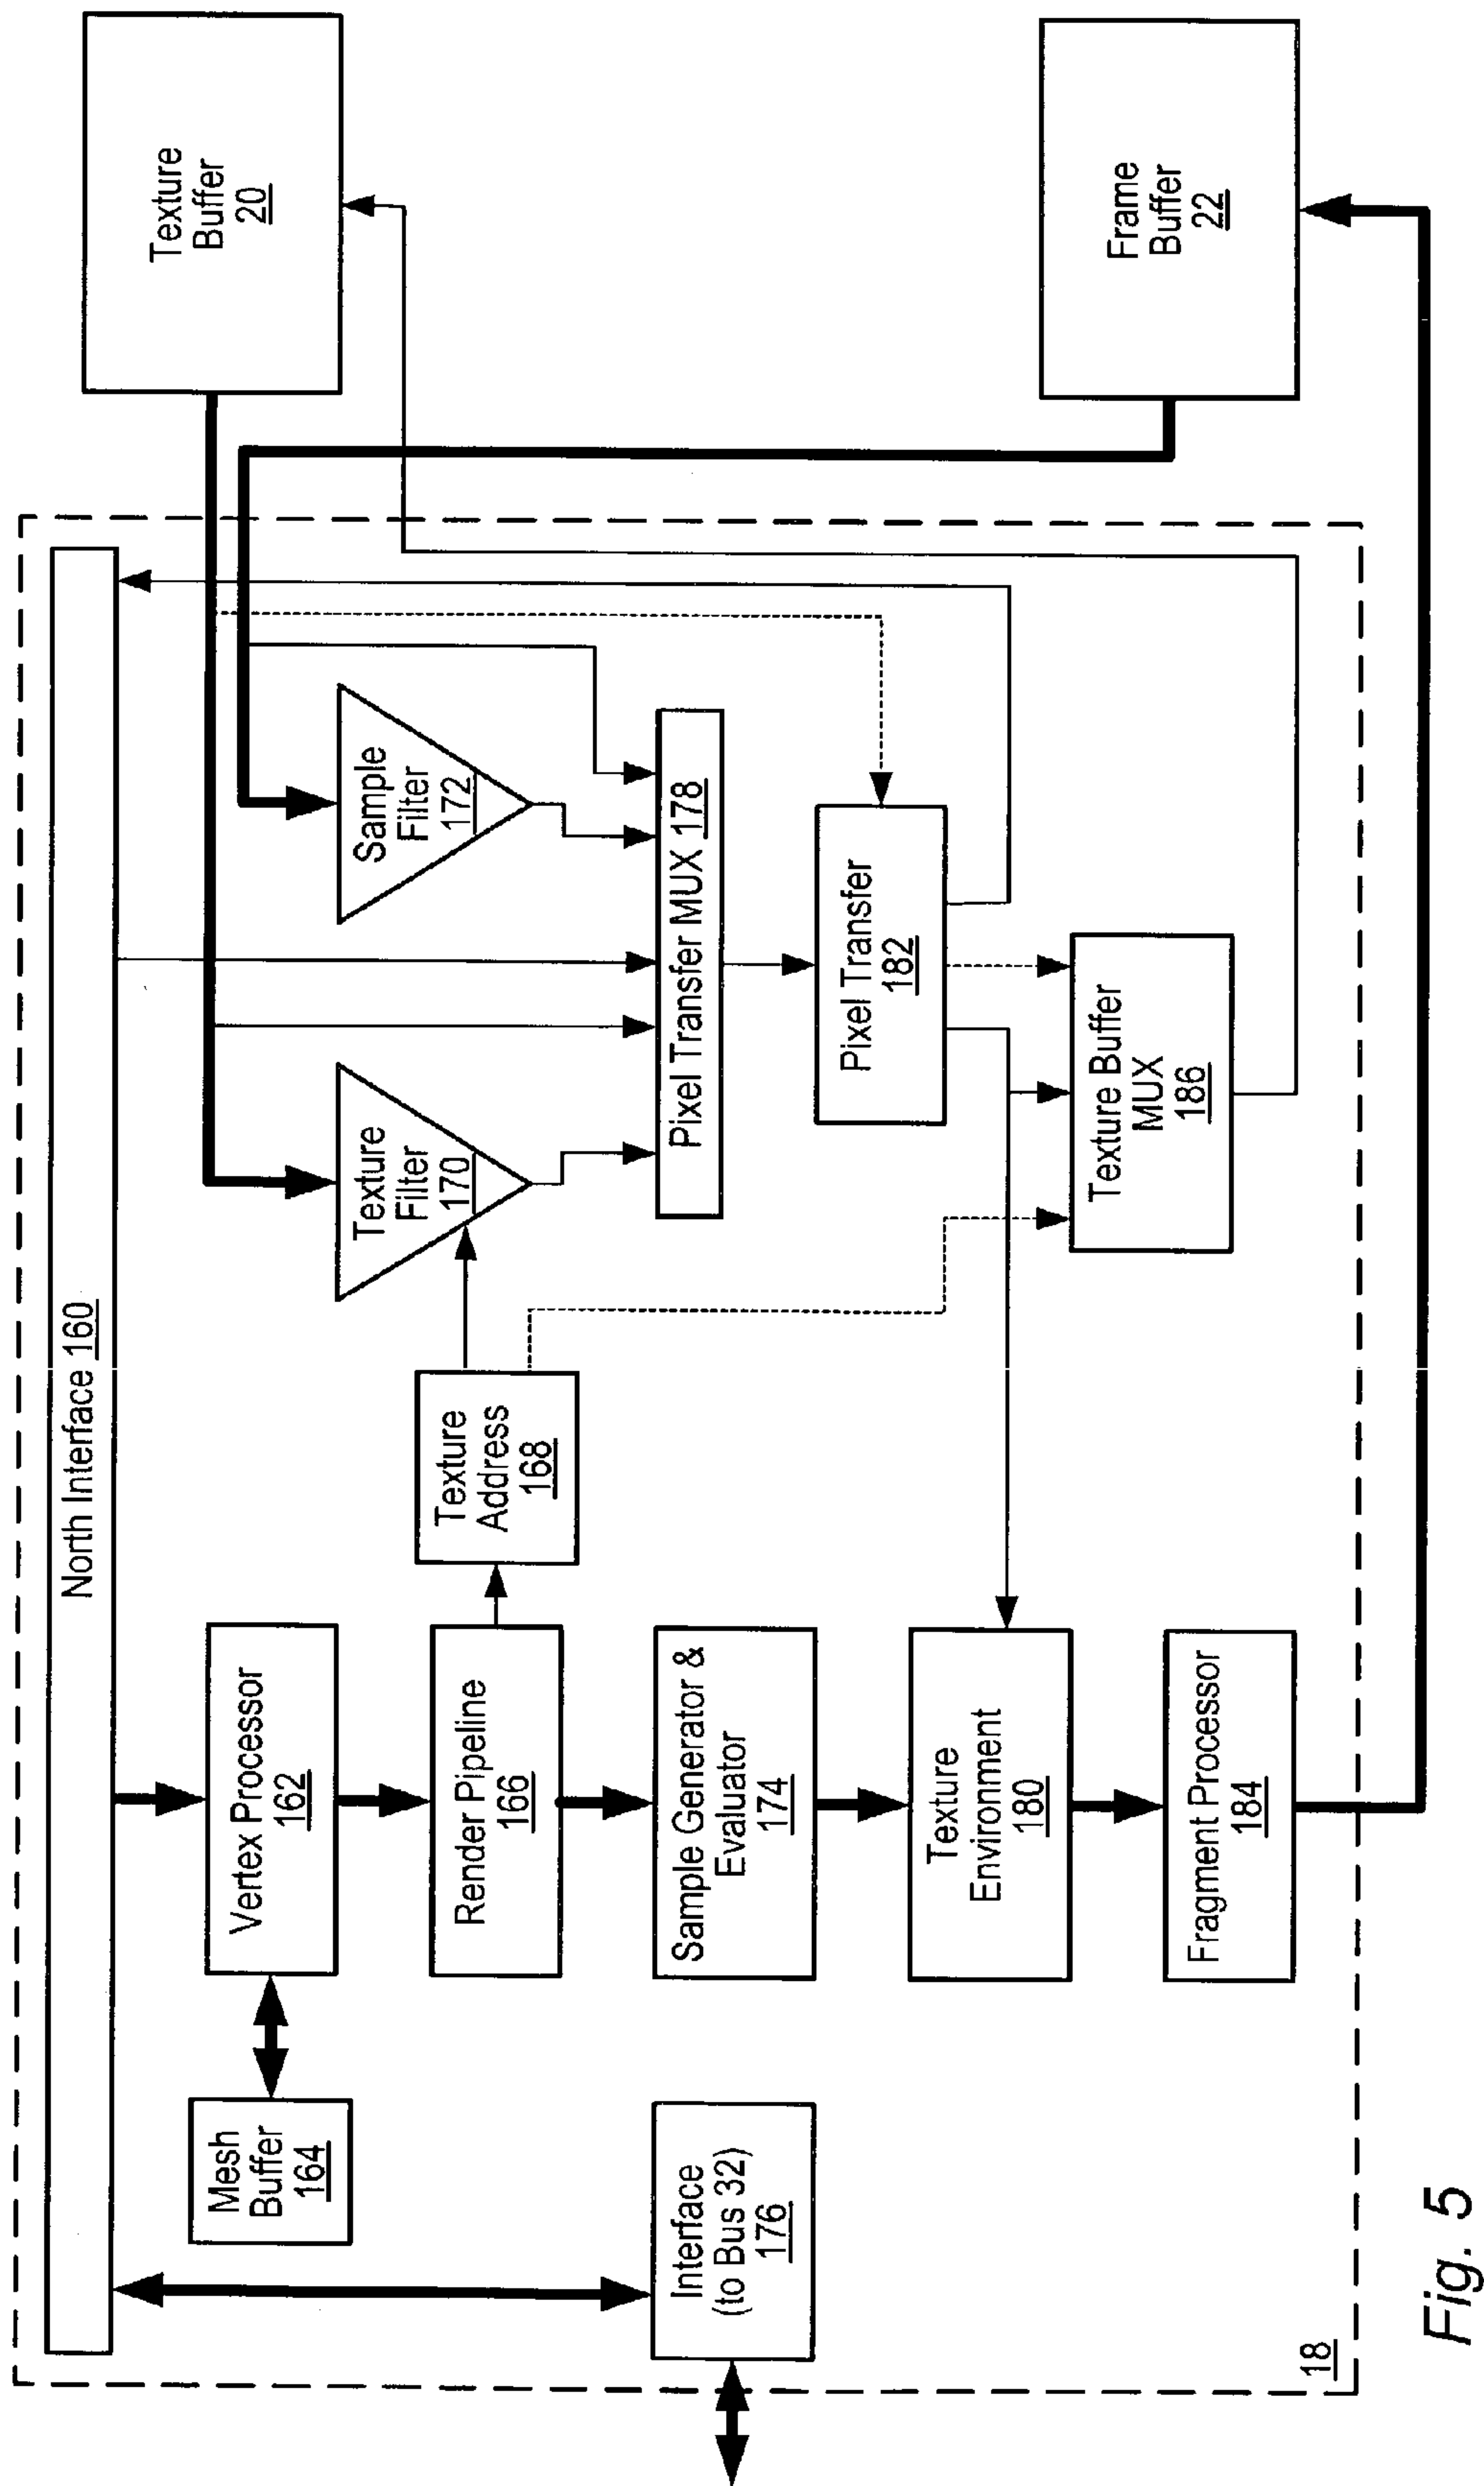 North Interface 160
Mesh
Buffer
164
Vertex Processor
162
Texture
Buffer
20
Render Pipeline
166
Texture
Address
168
Texture
Filter
170
Sample
Filter
172
Interface
(to Bus 32)
176
Sample Generator &
Evaluator
174
Pixel Transfer MUX 178
Texture
Environment
180
Pixel Transfer
182
Fragment Processor
184
Texture Buffer
MUX
186
Frame
Buffer
22
18
Fig. 5